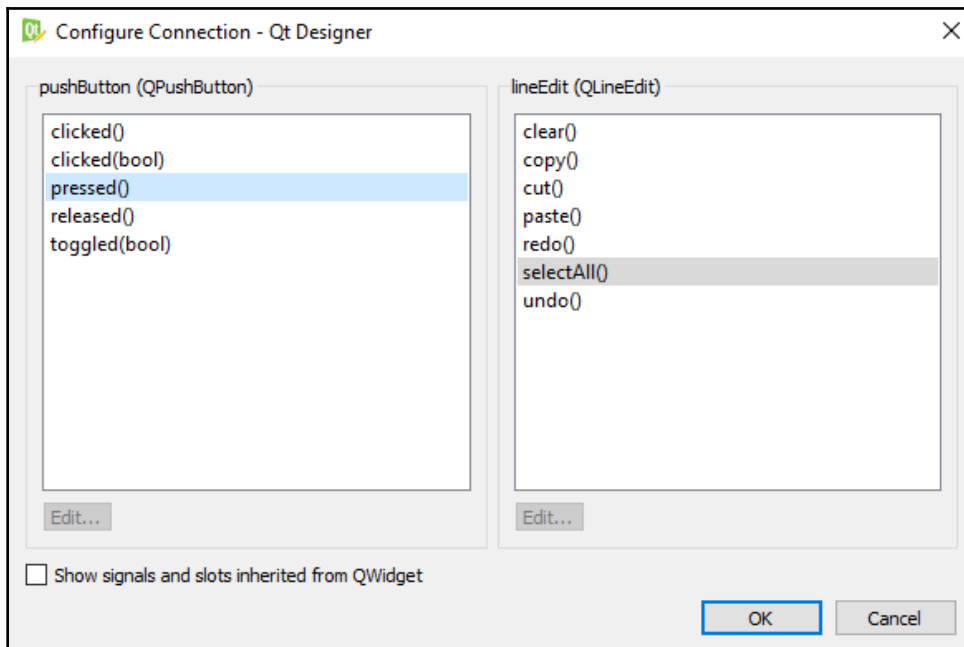 Qt Configure Connection - Qt Designer
pushButton (QPushButton)
clicked()
clicked(bool)
pressed()
released()
toggled(bool)
Edit...
lineEdit (QLineEdit)
clear()
copy()
cut()
paste()
redo()
selectAll()
undo()
Edit...
Show signals and slots inherited from QWidget
OK
Cancel